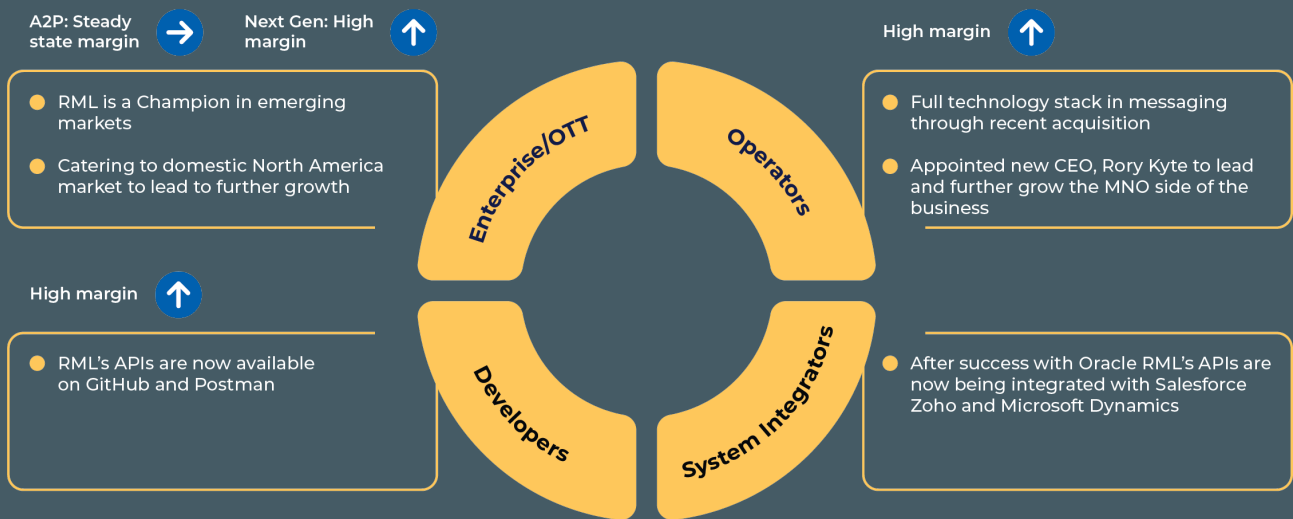 A2P: Steady
state margin
Next Gen: High
margin
RML is a Champion in emerging
markets
Catering to domestic North America
market to lead to further growth
Enterprise/OTT
Operators
High margin
Full technology stack in messaging
through recent acquisition
Appointed new CEO, Rory Kyte to lead
and further grow the MNO side of the
business
High margin
RML's APIs are now available
on GitHub and Postman
Developers
System Integrators
After success with Oracle RML's APIs are
now being integrated with Salesforce
Zoho and Microsoft Dynamics